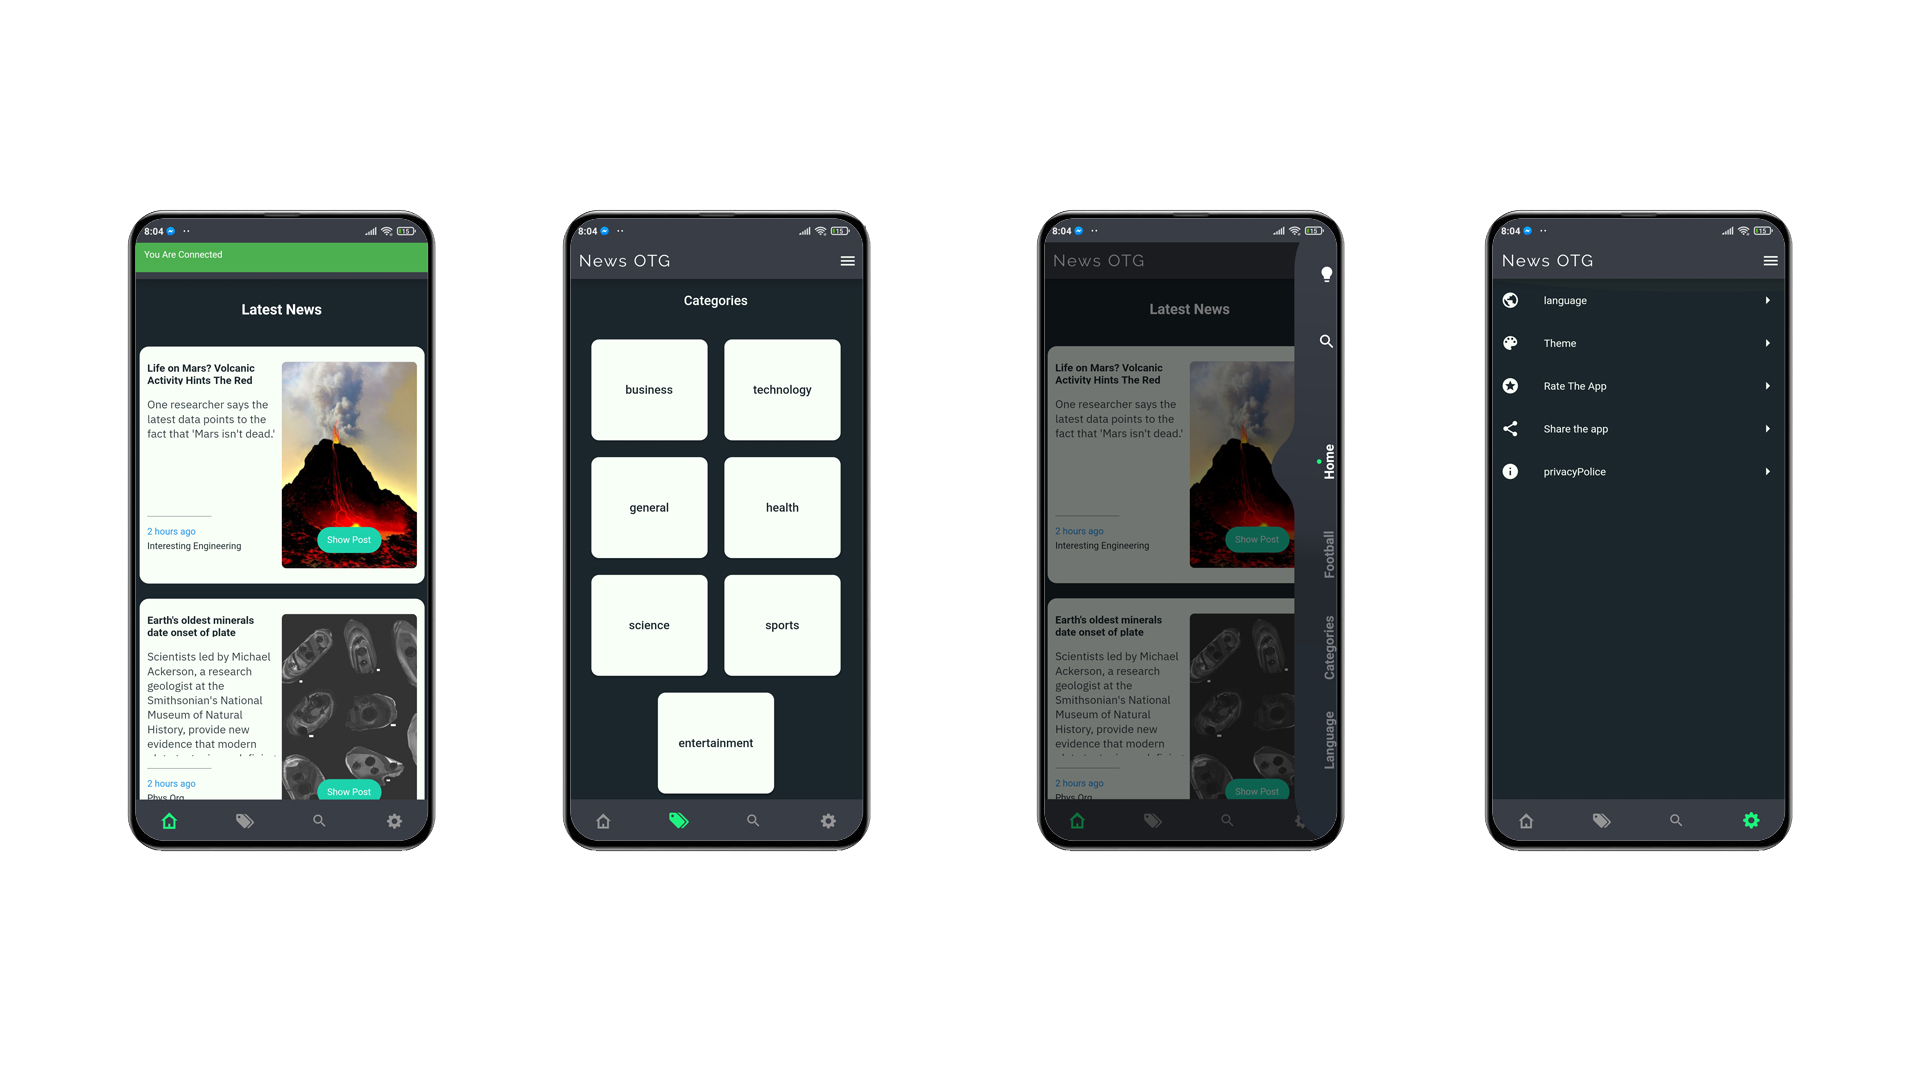 8:04
15
You Are Connected
Latest News
Life on Mars? Volcanic
Activity Hints The Red
One researcher says the
latest data points to the
fact that 'Mars isn't dead.'
2 hours ago
Interesting Engineering
Show Post
Earth's oldest minerals
date onset of plate
Scientists led by Michael
Ackerson, a research
geologist at the
Smithsonian's National
Museum of Natural
History, provide new
evidence that modern
2 hours ago
Phys.Org
Show Post
8:04
15
News OTG
Categories
business
technology
general
health
science
sports
entertainment
8:04
15
News OTG
Latest News
Life on Mars? Volcanic
Activity Hints The Red
One researcher says the
latest data points to the
fact that 'Mars isn't dead.'
2 hours ago
Interesting Engineering
Show Post
Earth's oldest minerals
date onset of plate
Scientists led by Michael
Ackerson, a research
geologist at the
Smithsonian's National
Museum of Natural
History, provide new
evidence that modern
2 hours ago
Phys.Org
Show Post
Home
Football
Categories
Language
8:04
15
News OTG
language
Theme
Rate The App
Share the app
privacyPolice